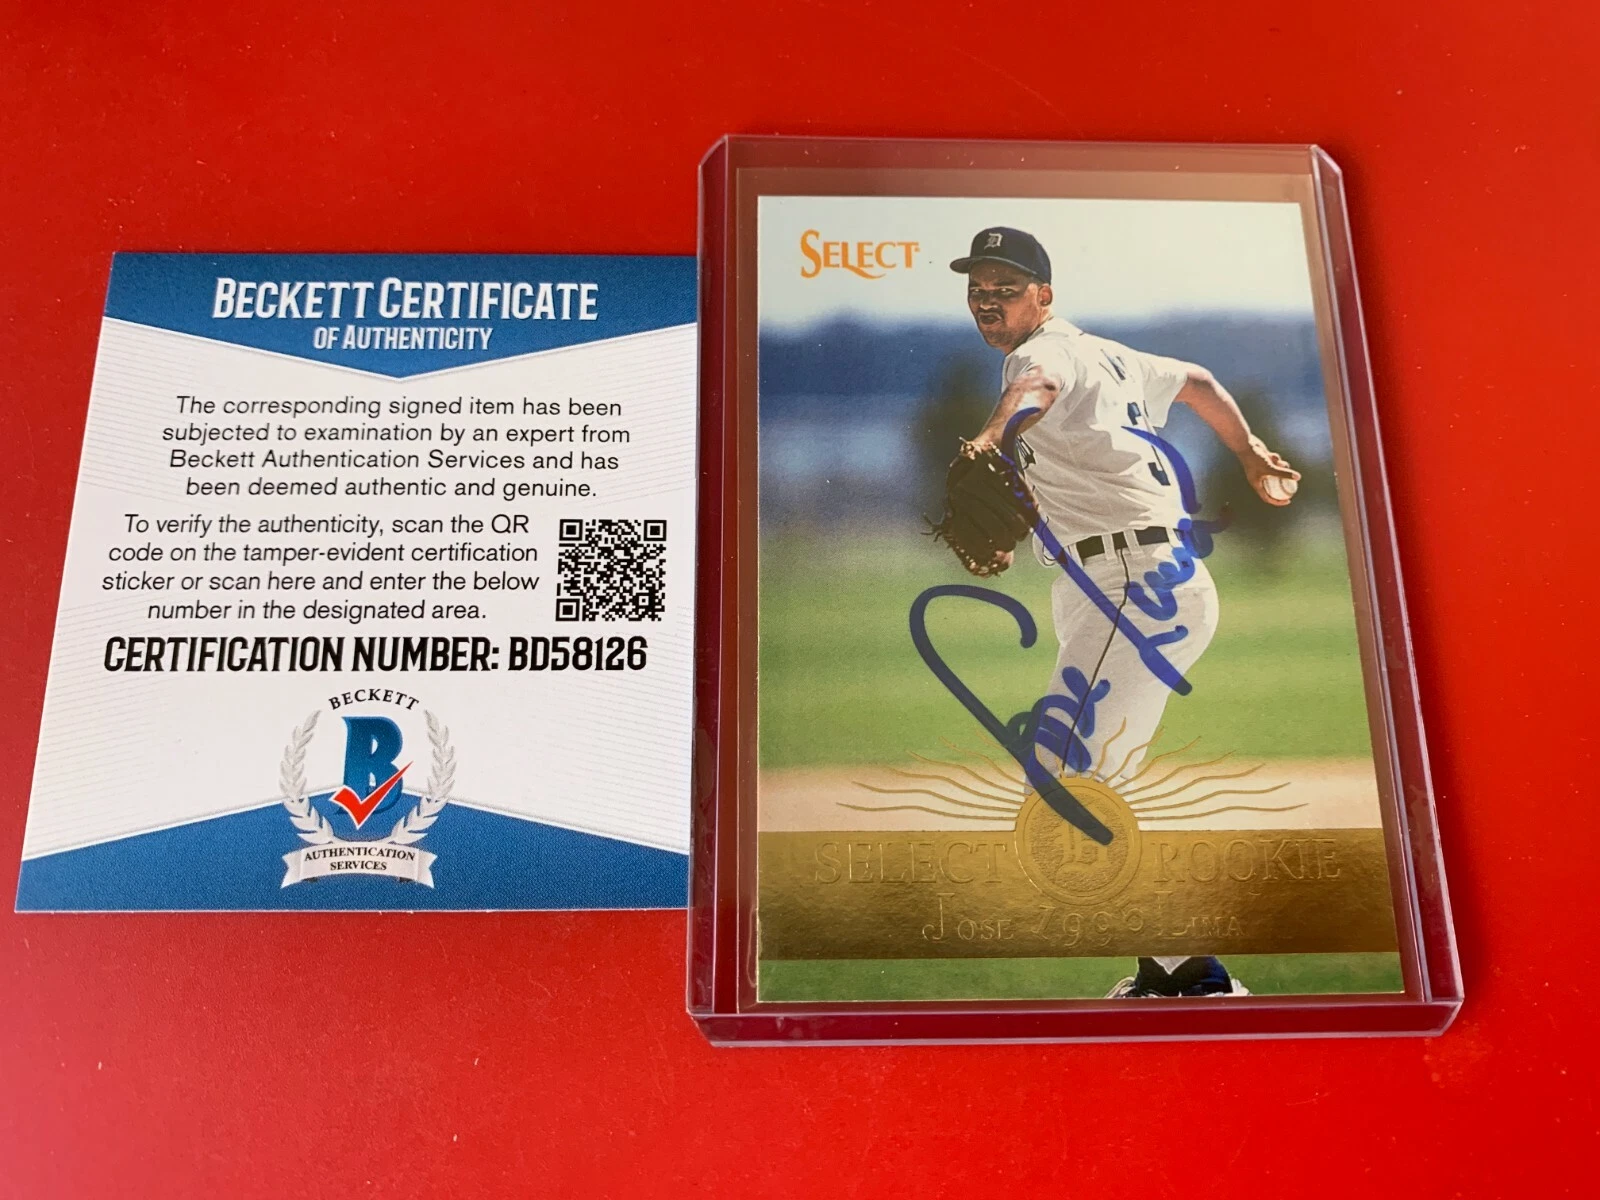 BECKETT CERTIFICATE
OF AUTHENTICITY
The corresponding signed item has been
subjected to examination by an expert from
Beckett Authentication Services and has
been deemed authentic and genuine.
To verify the authenticity, scan the QR
code on the tamper-evident certification
sticker or scan here and enter the below
number in the designated area.
CERTIFICATION NUMBER: BD58126
BECKETT
B
AUTHENTICATION
SERVICES
SELECT
D
Jose Lima
SELECT ROOKIE
JOSE 1995 LIMA